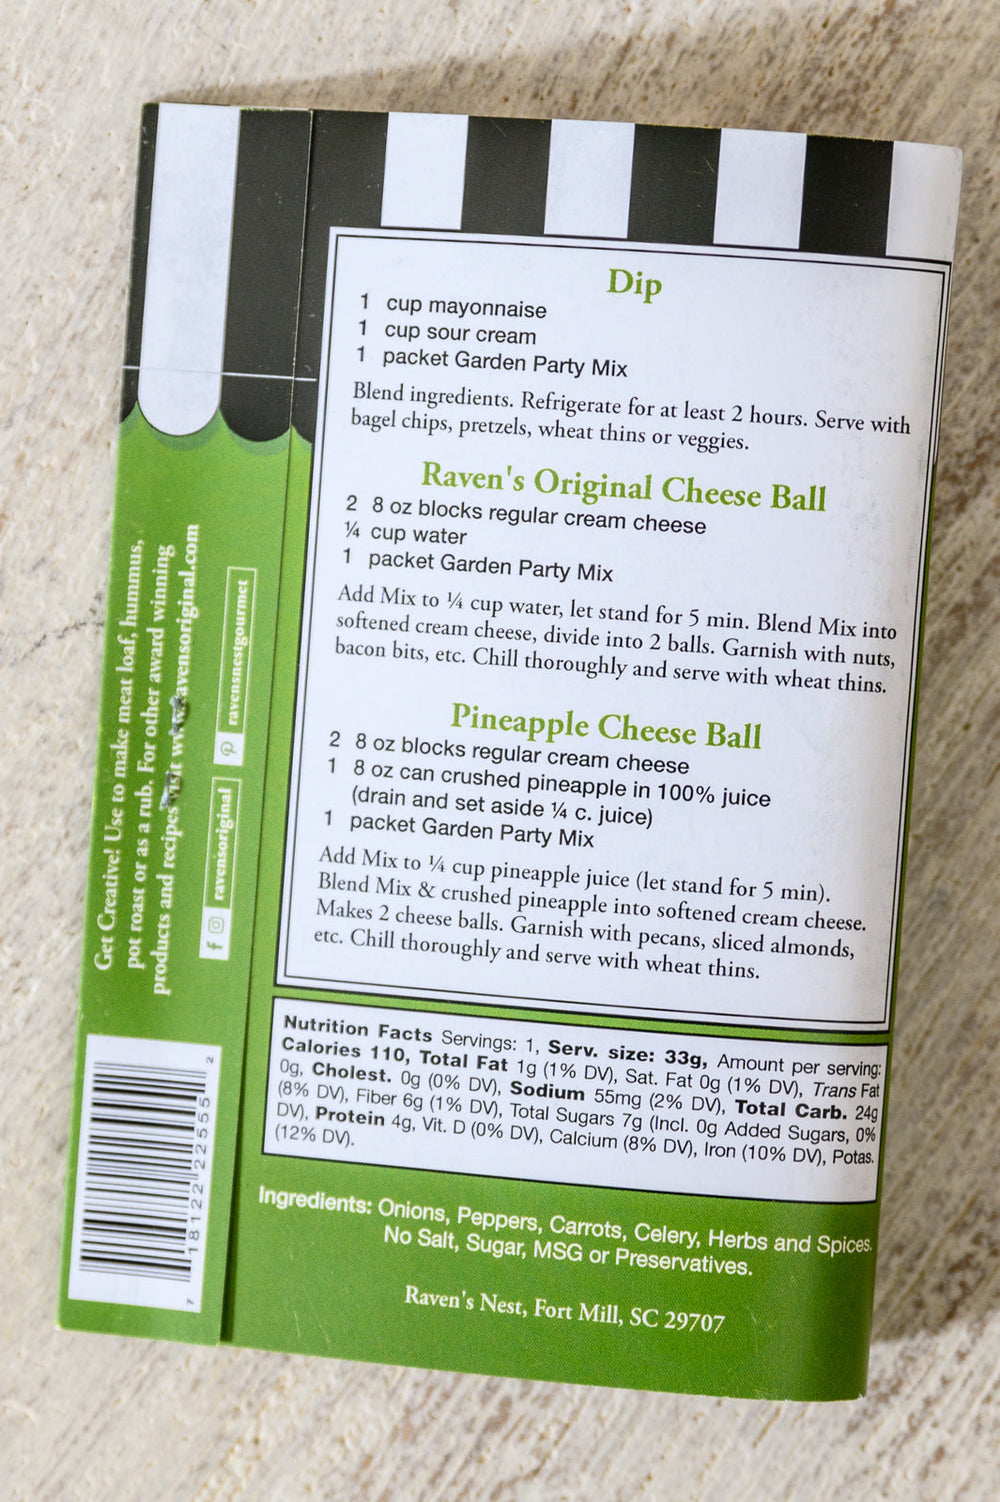 Dip
1 cup mayonnaise
1 cup sour cream
1 packet Garden Party Mix
Blend ingredients. Refrigerate for at least 2 hours. Serve with
bagel chips, pretzels, wheat thins or veggies.
Raven's Original Cheese Ball
2 8 oz blocks regular cream cheese
¼ cup water
1 packet Garden Party Mix
Add Mix to ¼ cup water, let stand for 5 min. Blend Mix into
softened cream cheese, divide into 2 balls. Garnish with nuts,
bacon bits, etc. Chill thoroughly and serve with wheat thins.
Pineapple Cheese Ball
2 8 oz blocks regular cream cheese
1 8 oz can crushed pineapple in 100% juice
(drain and set aside ¼ c. juice)
1 packet Garden Party Mix
Add Mix to ¼ cup pineapple juice (let stand for 5 min).
Blend Mix & crushed pineapple into softened cream cheese.
Makes 2 cheese balls. Garnish with pecans, sliced almonds,
etc. Chill thoroughly and serve with wheat thins.
Nutrition Facts Servings: 1, Serv. size: 33g, Amount per serving:
Calories 110, Total Fat 1g (1% DV), Sat. Fat 0g (1% DV), Trans Fat
0g, Cholest. 0g (0% DV), Sodium 55mg (2% DV), Total Carb. 24g
(8% DV), Fiber 6g (1% DV), Total Sugars 7g (Incl. 0g Added Sugars, 0%
DV), Protein 4g, Vit. D (0% DV), Calcium (8% DV), Iron (10% DV), Potas.
(12% DV).
Ingredients: Onions, Peppers, Carrots, Celery, Herbs and Spices.
No Salt, Sugar, MSG or Preservatives.
Raven's Nest, Fort Mill, SC 29707
Get Creative! Use to make meat loaf, hummus,
pot roast or as a rub. For other award winning
products and recipes visit www.ravensoriginal.com
ravensoriginal
ravensnestgourmet
7 18122 22555 2